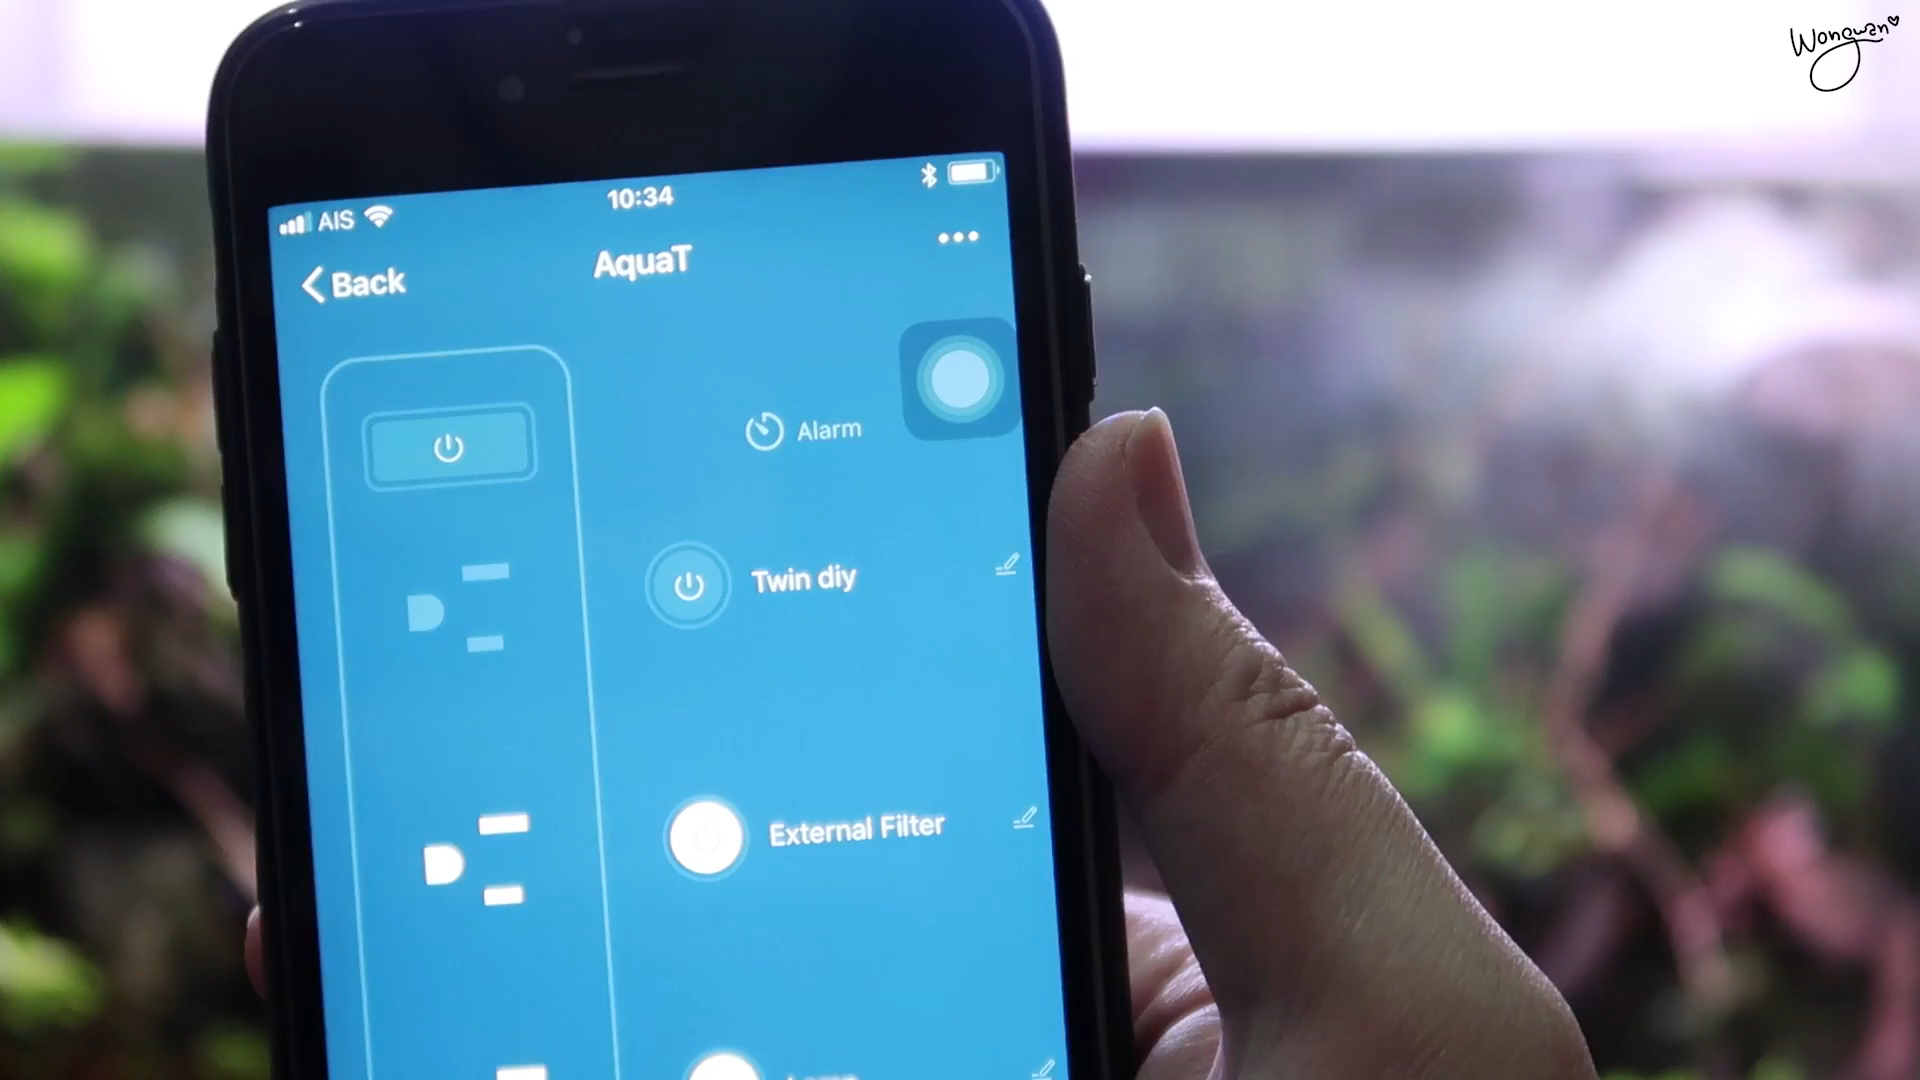 Wongwan
AIS
10:34
Back
AquaT
Alarm
Twin diy
External Filter